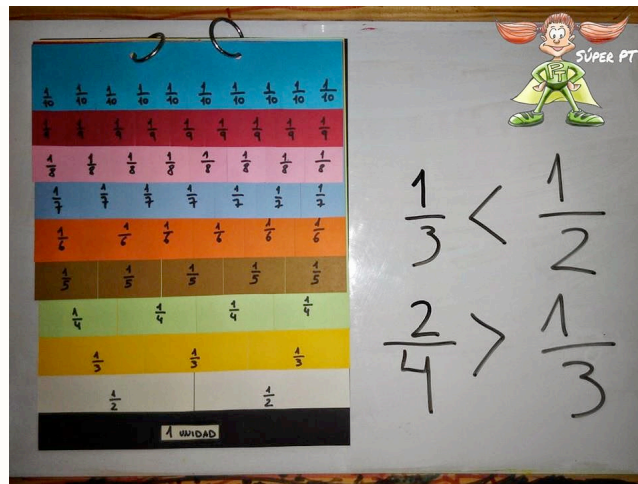 SÚPER PT
PT
1/10 1/10 1/10 1/10 1/10 1/10 1/10 1/10 1/10 1/10
1/9 1/9 1/9 1/9 1/9 1/9 1/9 1/9 1/9
1/8 1/8 1/8 1/8 1/8 1/8 1/8 1/8
1/7 1/7 1/7 1/7 1/7 1/7 1/7
1/6 1/6 1/6 1/6 1/6 1/6
1/5 1/5 1/5 1/5 1/5
1/4 1/4 1/4 1/4
1/3 1/3 1/3
1/2 1/2
1 UNIDAD
1/3 < 1/2
2/4 > 1/3